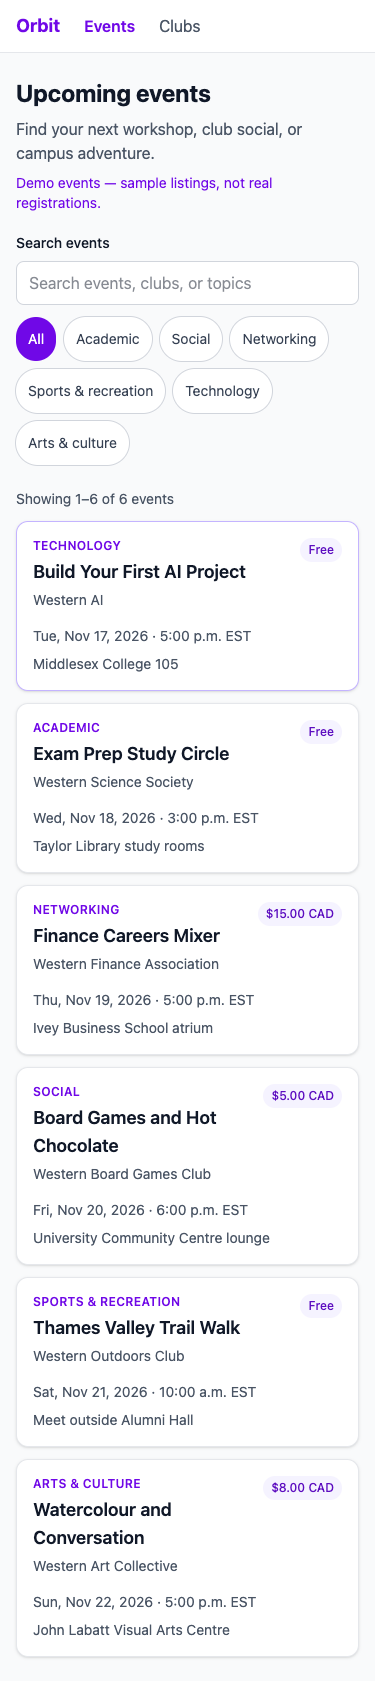 Orbit Events Clubs
Upcoming events
Find your next workshop, club social, or
campus adventure.
Demo events — sample listings, not real
registrations.
Search events
Search events, clubs, or topics
All Academic Social Networking
Sports & recreation Technology
Arts & culture
Showing 1–6 of 6 events
TECHNOLOGY Free
Build Your First AI Project
Western AI
Tue, Nov 17, 2026 · 5:00 p.m. EST
Middlesex College 105
ACADEMIC Free
Exam Prep Study Circle
Western Science Society
Wed, Nov 18, 2026 · 3:00 p.m. EST
Taylor Library study rooms
NETWORKING $15.00 CAD
Finance Careers Mixer
Western Finance Association
Thu, Nov 19, 2026 · 5:00 p.m. EST
Ivey Business School atrium
SOCIAL $5.00 CAD
Board Games and Hot
Chocolate
Western Board Games Club
Fri, Nov 20, 2026 · 6:00 p.m. EST
University Community Centre lounge
SPORTS & RECREATION Free
Thames Valley Trail Walk
Western Outdoors Club
Sat, Nov 21, 2026 · 10:00 a.m. EST
Meet outside Alumni Hall
ARTS & CULTURE $8.00 CAD
Watercolour and
Conversation
Western Art Collective
Sun, Nov 22, 2026 · 5:00 p.m. EST
John Labatt Visual Arts Centre